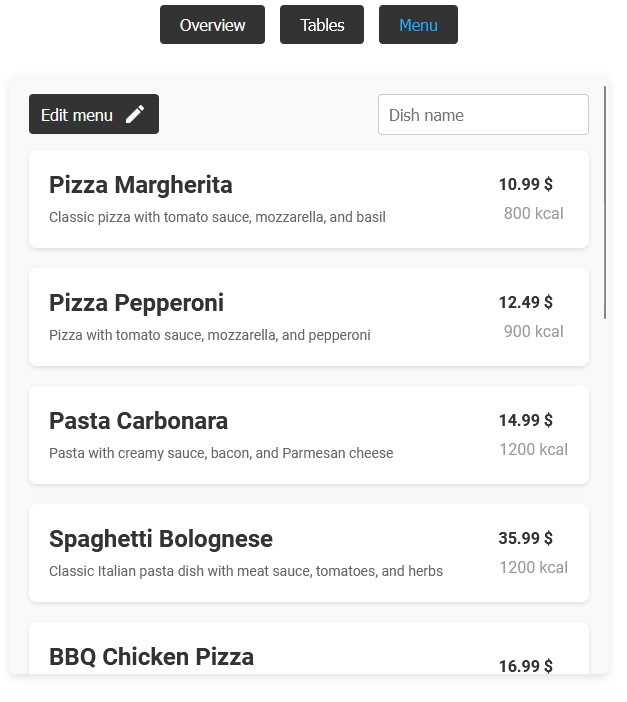 Overview Tables Menu
Edit menu Dish name
Pizza Margherita 10.99 $
Classic pizza with tomato sauce, mozzarella, and basil 800 kcal
Pizza Pepperoni 12.49 $
Pizza with tomato sauce, mozzarella, and pepperoni 900 kcal
Pasta Carbonara 14.99 $
Pasta with creamy sauce, bacon, and Parmesan cheese 1200 kcal
Spaghetti Bolognese 35.99 $
Classic Italian pasta dish with meat sauce, tomatoes, and herbs 1200 kcal
BBQ Chicken Pizza 16.99 $